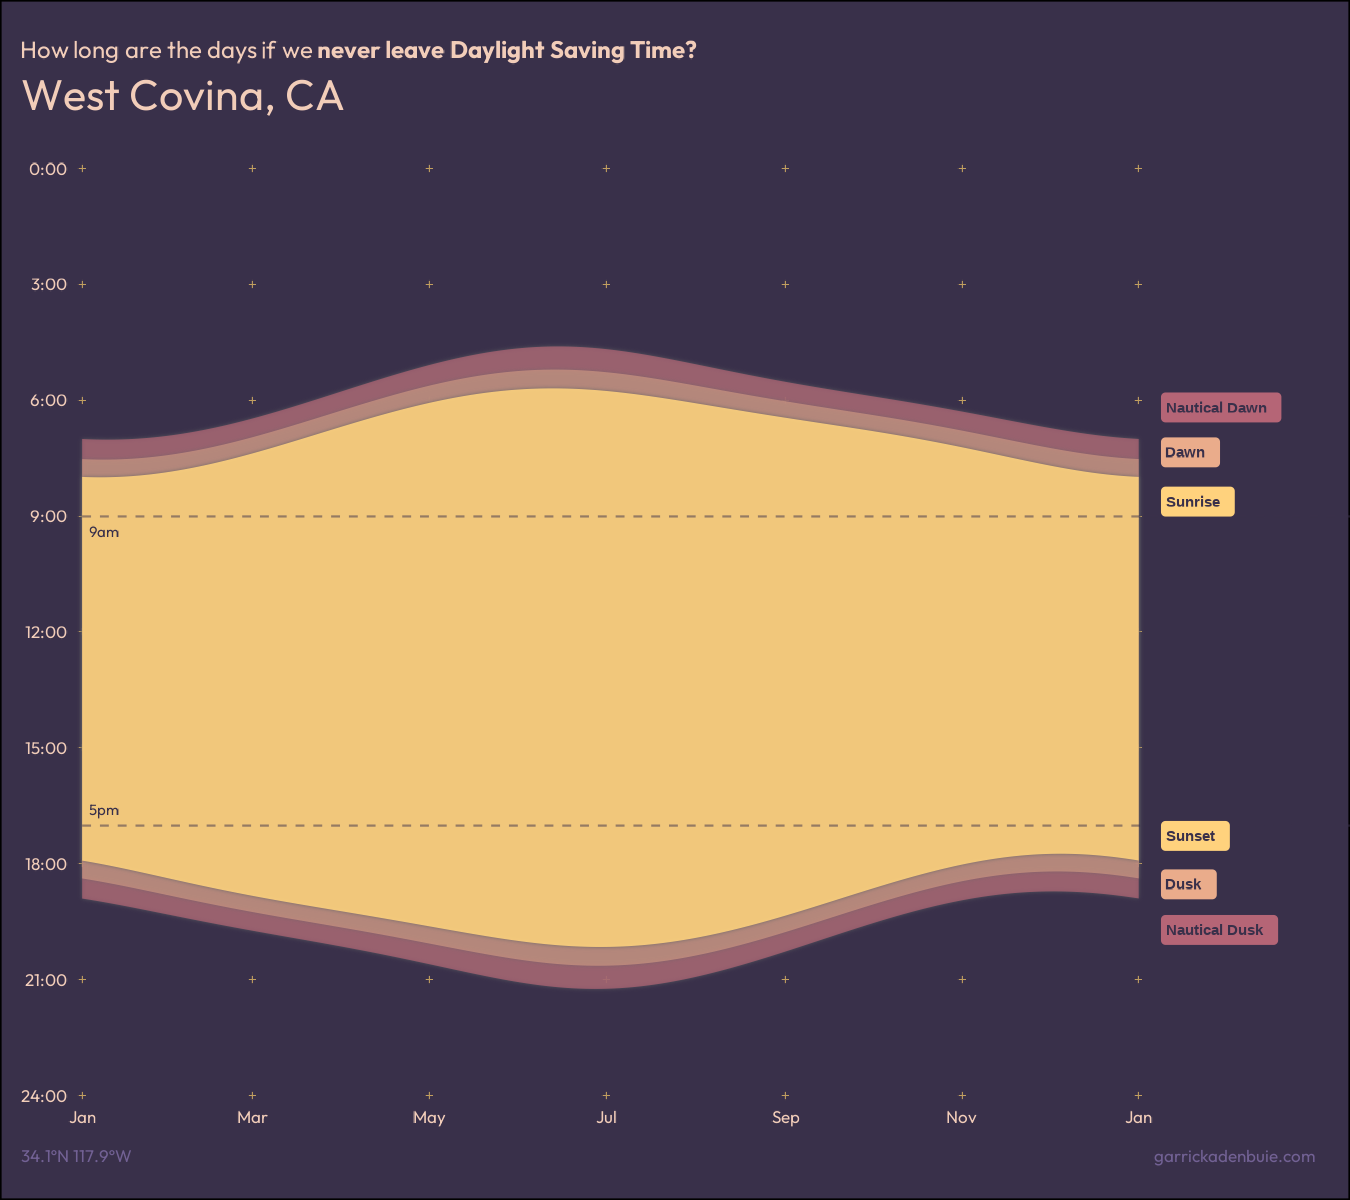 How long are the days if we never leave Daylight Saving Time?
West Covina, CA
0:00
3:00
6:00
Nautical Dawn
Dawn
Sunrise
9:00
9am
12:00
15:00
5pm
Sunset
18:00
Dusk
Nautical Dusk
21:00
24:00
Jan Mar May Jul Sep Nov Jan
34.1°N 117.9°W
garrickadenbuie.com